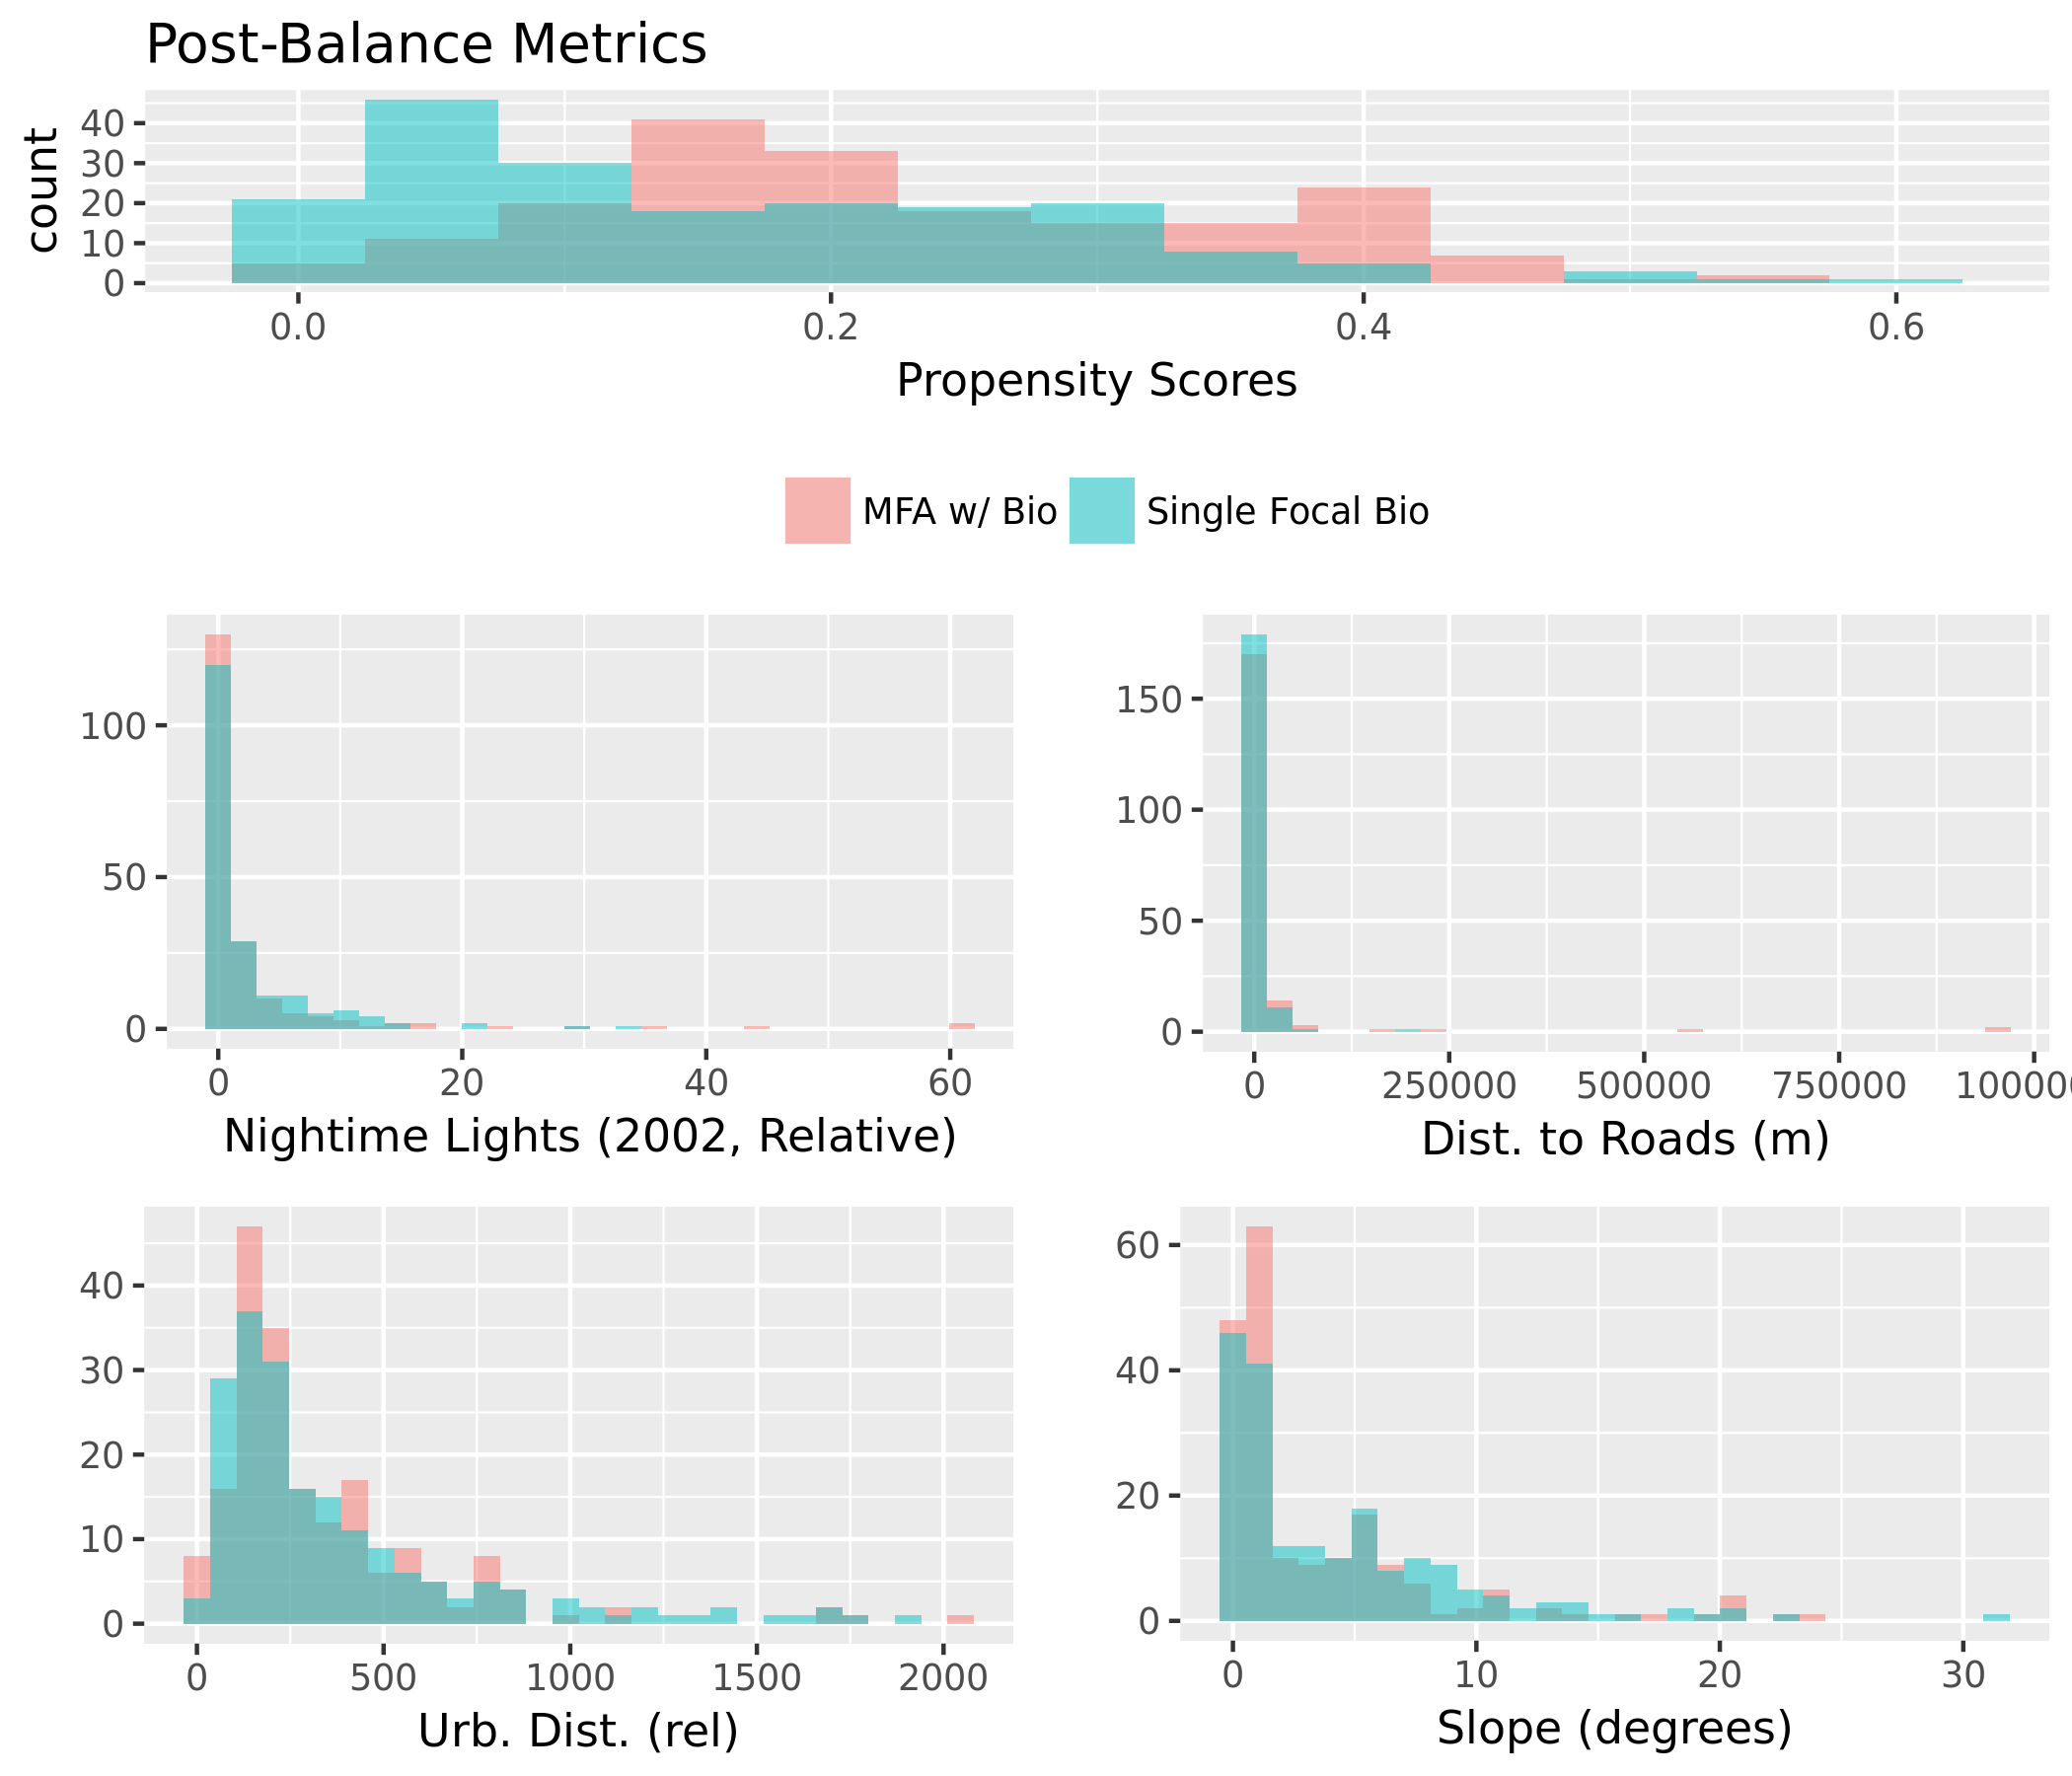 Post-Balance Metrics
count
40
30
20
10
0
0.0 0.2 0.4 0.6
Propensity Scores
MFA w/ Bio Single Focal Bio
100
50
0
0 20 40 60
Nightime Lights (2002, Relative)
150
100
50
0
0 250000 500000 750000 100000
Dist. to Roads (m)
40
30
20
10
0
0 500 1000 1500 2000
Urb. Dist. (rel)
60
40
20
0
0 10 20 30
Slope (degrees)